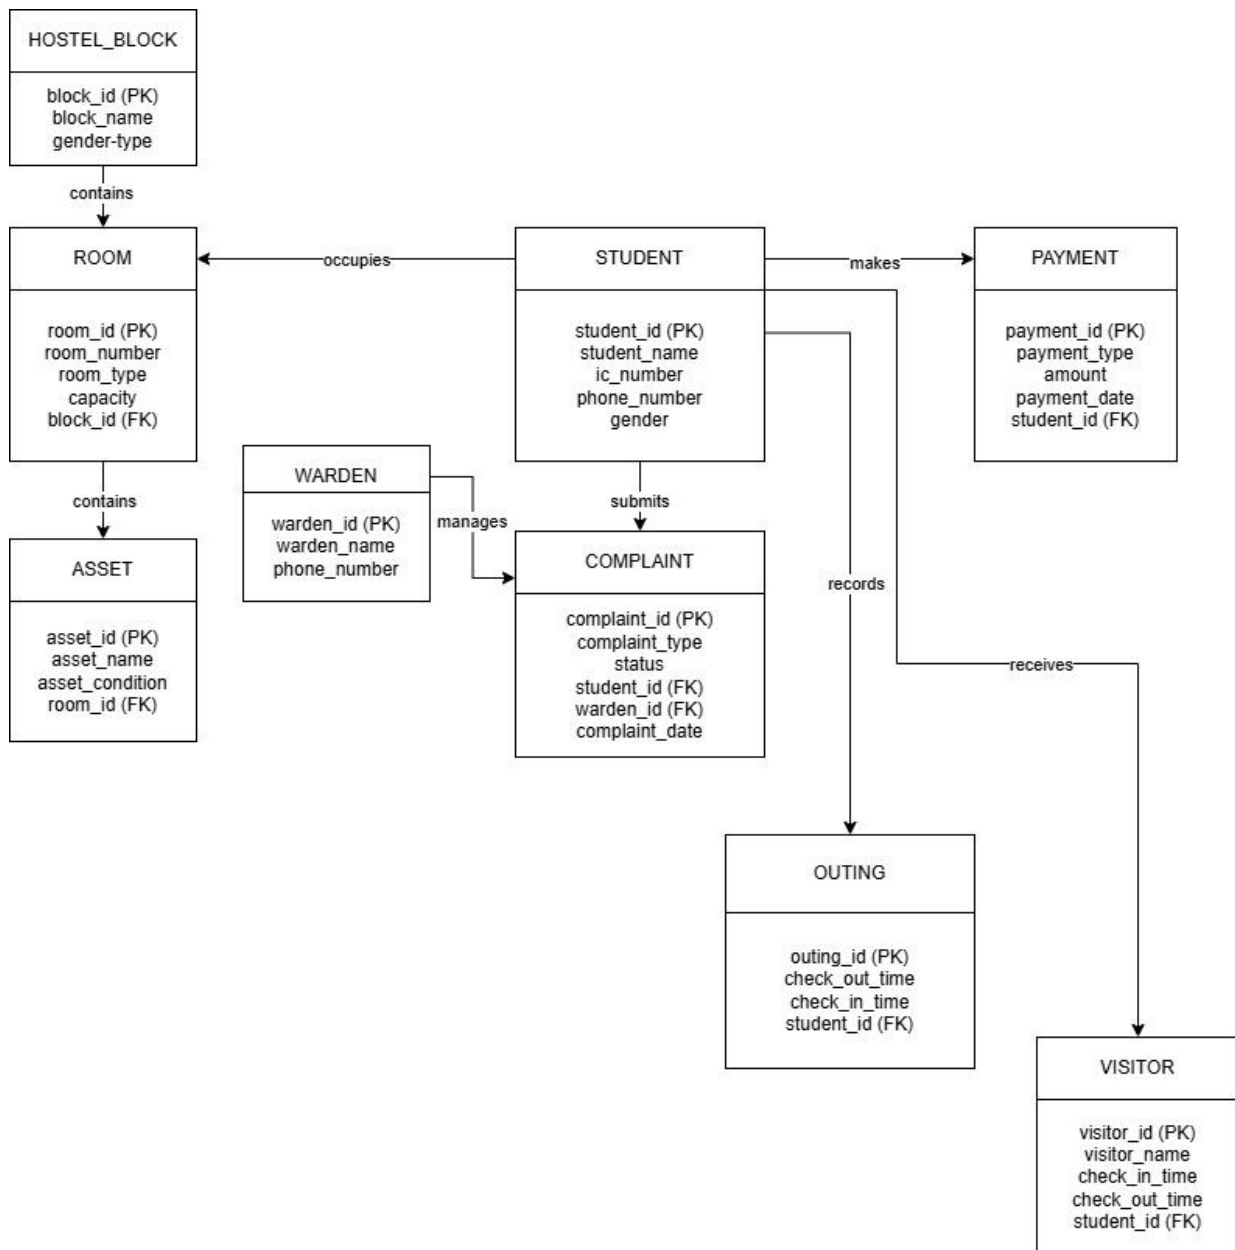 HOSTEL_BLOCK
block_id (PK)
block_name
gender-type
contains
ROOM
room_id (PK)
room_number
room_type
capacity
block_id (FK)
contains
ASSET
asset_id (PK)
asset_name
asset_condition
room_id (FK)
occupies
STUDENT
student_id (PK)
student_name
ic_number
phone_number
gender
makes
PAYMENT
payment_id (PK)
payment_type
amount
payment_date
student_id (FK)
WARDEN
warden_id (PK)
warden_name
phone_number
manages
submits
COMPLAINT
complaint_id (PK)
complaint_type
status
student_id (FK)
warden_id (FK)
complaint_date
records
receives
OUTING
outing_id (PK)
check_out_time
check_in_time
student_id (FK)
VISITOR
visitor_id (PK)
visitor_name
check_in_time
check_out_time
student_id (FK)